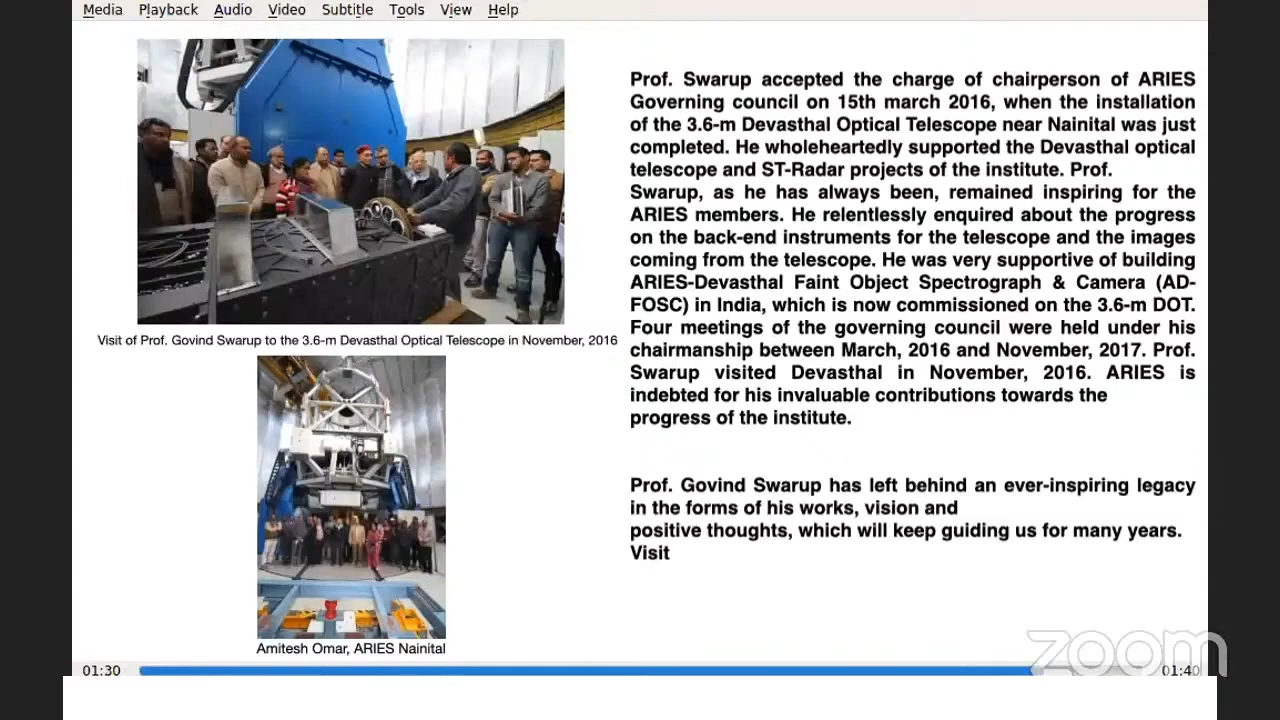 Media Playback Audio Video Subtitle Tools View Help
Prof. Swarup accepted the charge of chairperson of ARIES
Governing council on 15th march 2016, when the installation
of the 3.6-m Devasthal Optical Telescope near Nainital was just
completed. He wholeheartedly supported the Devasthal optical
telescope and ST-Radar projects of the institute. Prof.
Swarup, as he has always been, remained inspiring for the
ARIES members. He relentlessly enquired about the progress
on the back-end instruments for the telescope and the images
coming from the telescope. He was very supportive of building
ARIES-Devasthal Faint Object Spectrograph & Camera (AD-
FOSC) in India, which is now commissioned on the 3.6-m DOT.
Four meetings of the governing council were held under his
chairmanship between March, 2016 and November, 2017. Prof.
Swarup visited Devasthal in November, 2016. ARIES is
indebted for his invaluable contributions towards the
progress of the institute.
Prof. Govind Swarup has left behind an ever-inspiring legacy
in the forms of his works, vision and
positive thoughts, which will keep guiding us for many years.
Visit
Visit of Prof. Govind Swarup to the 3.6-m Devasthal Optical Telescope in November, 2016
Amitesh Omar, ARIES Nainital
zoom
01:30
01:40